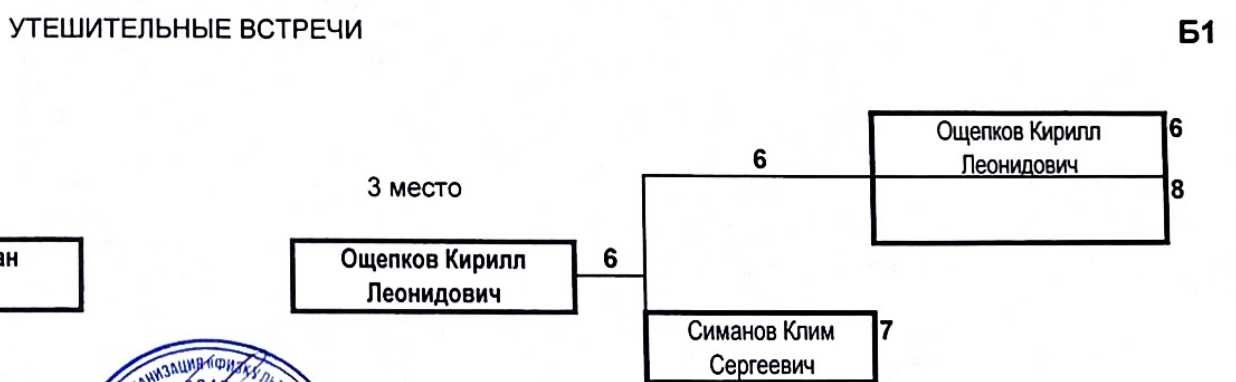 УТЕШИТЕЛЬНЫЕ ВСТРЕЧИ
Б1
Ощепков Кирилл
Леонидович
6
6
8
3 место
ан
Ощепков Кирилл
Леонидович
6
Симанов Клим
Сергеевич
7